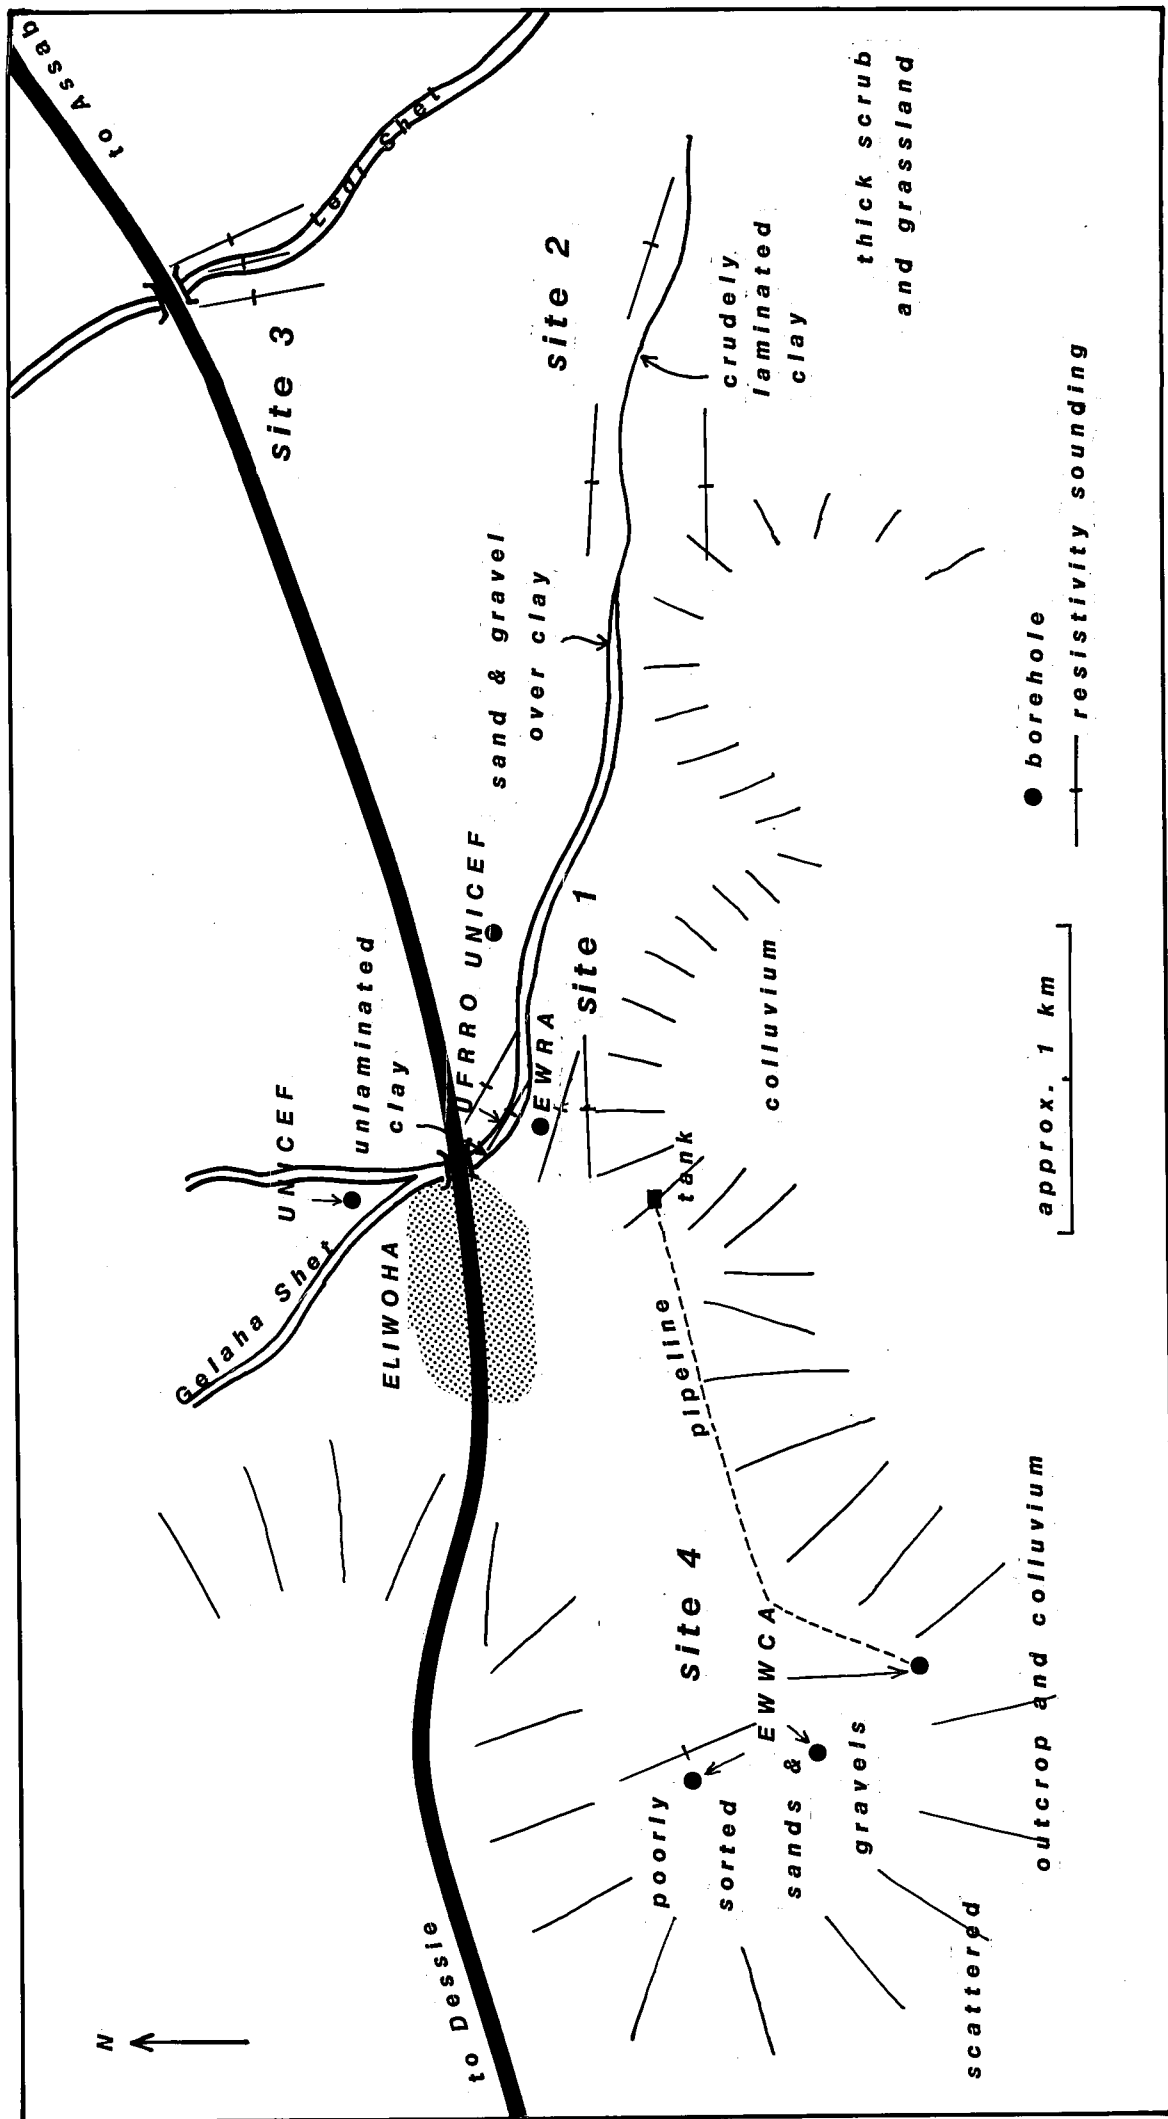 N
to Dessie
to Assab
Gelaha Shet
UNICEF
unlaminated
clay
ELIWOHA
UFRRO UNICEF
EWRA
site 1
sand & gravel
over clay
site 2
crudely
laminated
clay
site 3
Shet
thick scrub
and grassland
tank
pipeline
colluvium
site 4
EWWCA
poorly
sorted
sands &
gravels
scattered
outcrop and colluvium
approx. 1 km
borehole
resistivity sounding